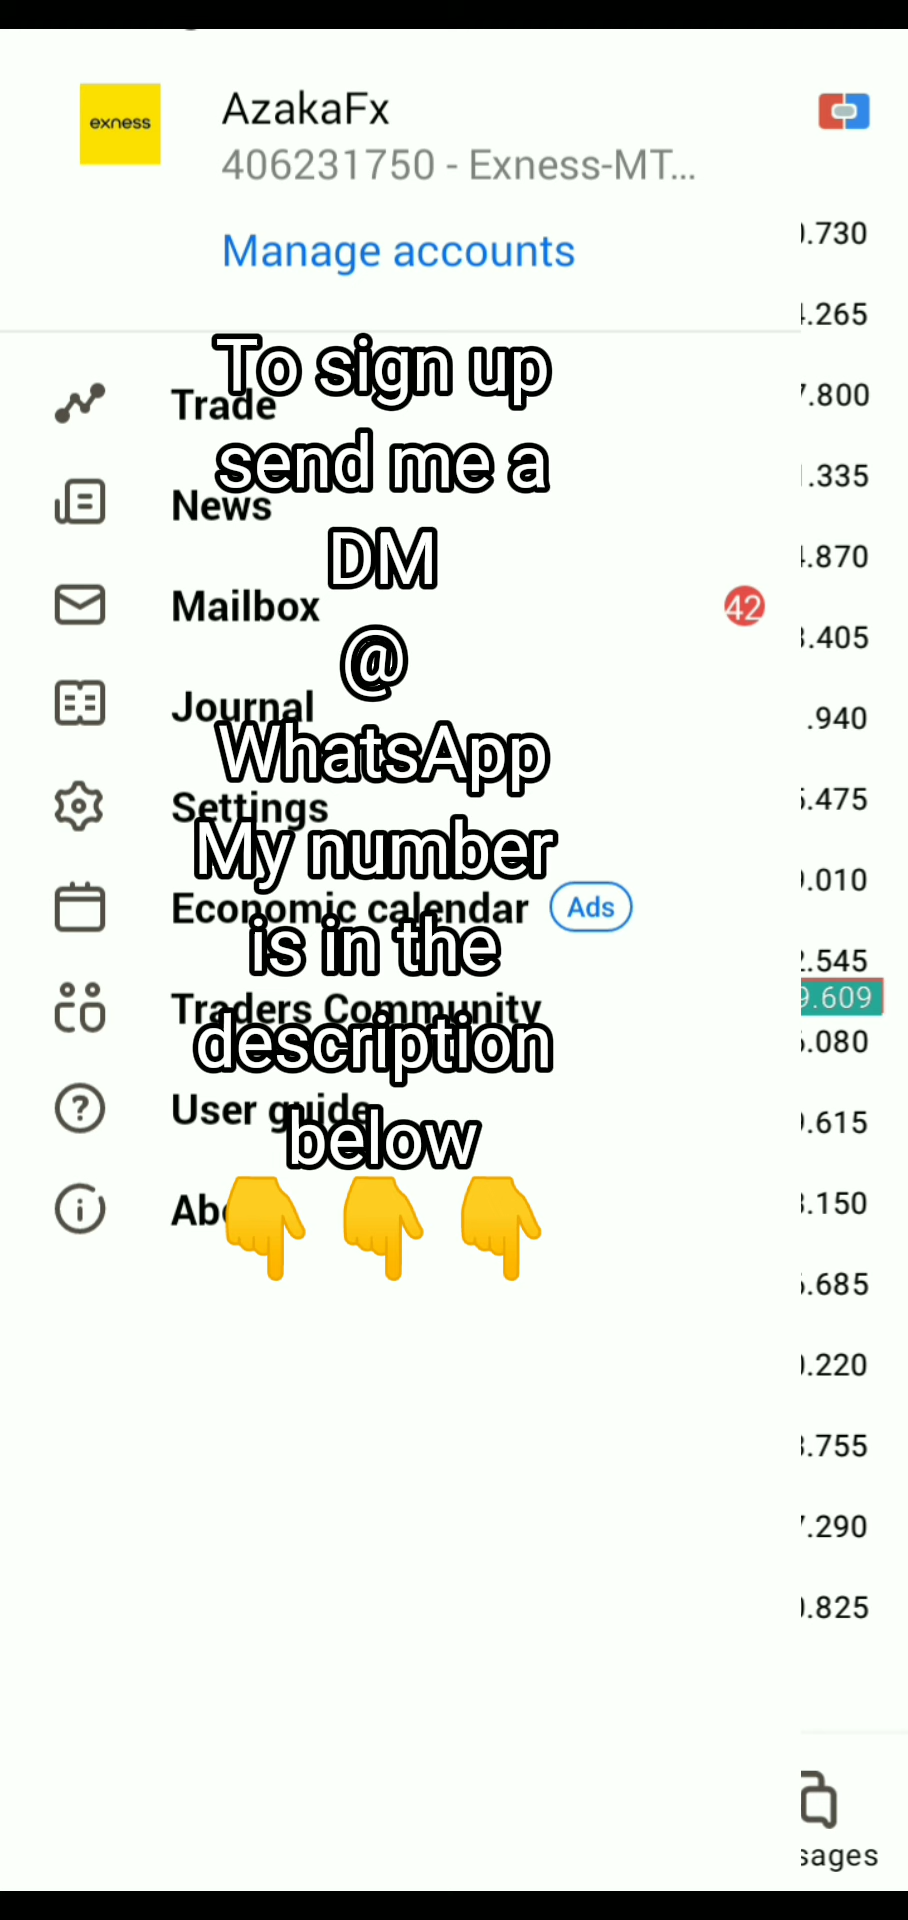 exness
AzakaFx
406231750 - Exness-MT...
Manage accounts
To sign up
send me a
DM
@
WhatsApp
My number
is in the
description
below
👇 👇 👇
Trade
News
Mailbox
42
Journal
Settings
Economic calendar
Ads
Traders Community
User guide
.730
.265
.800
.335
.870
.405
.940
.475
.010
.545
9.609
.080
.615
.150
.685
.220
.755
.290
.825
sages